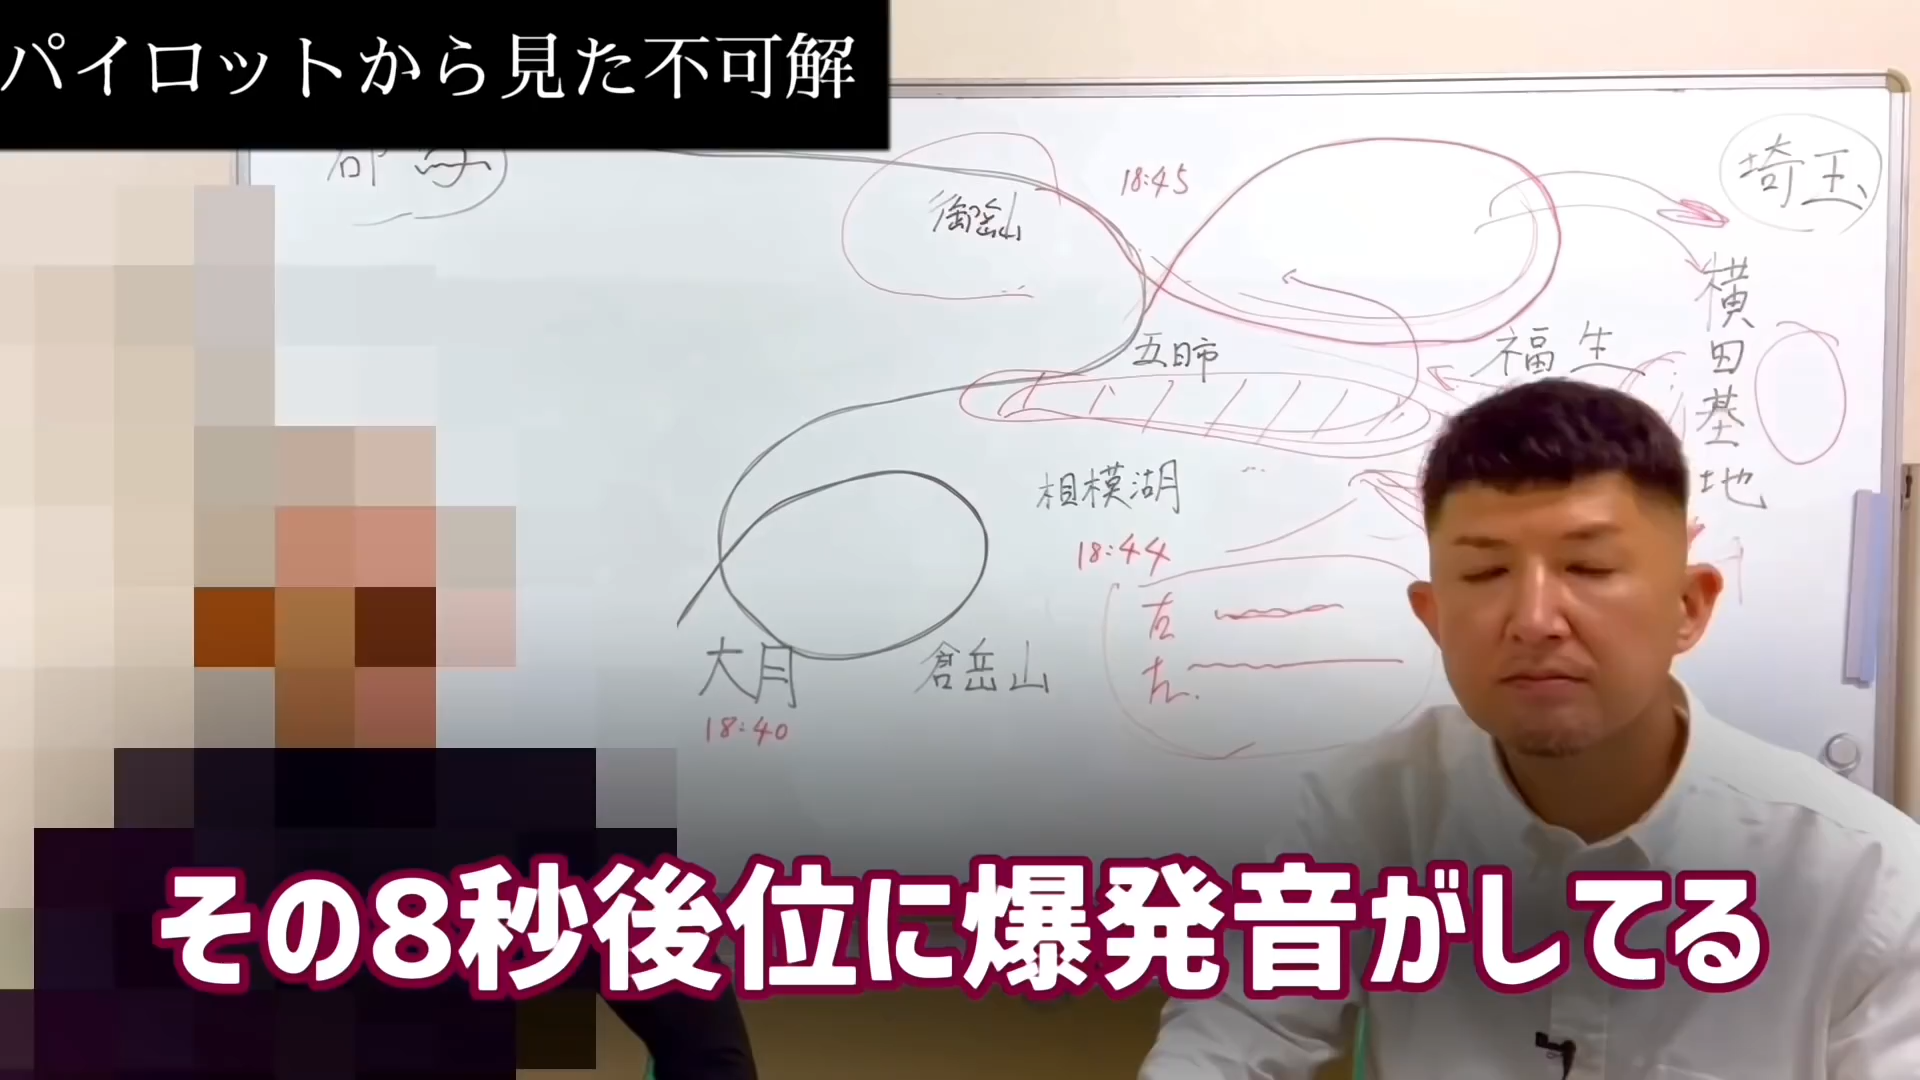 パイロットから見た不可解
御岳山
18:45
埼玉
横田基地
五日市
福生
相模湖
18:44
左
右
大月
18:40
倉岳山
その8秒後位に爆発音がしてる